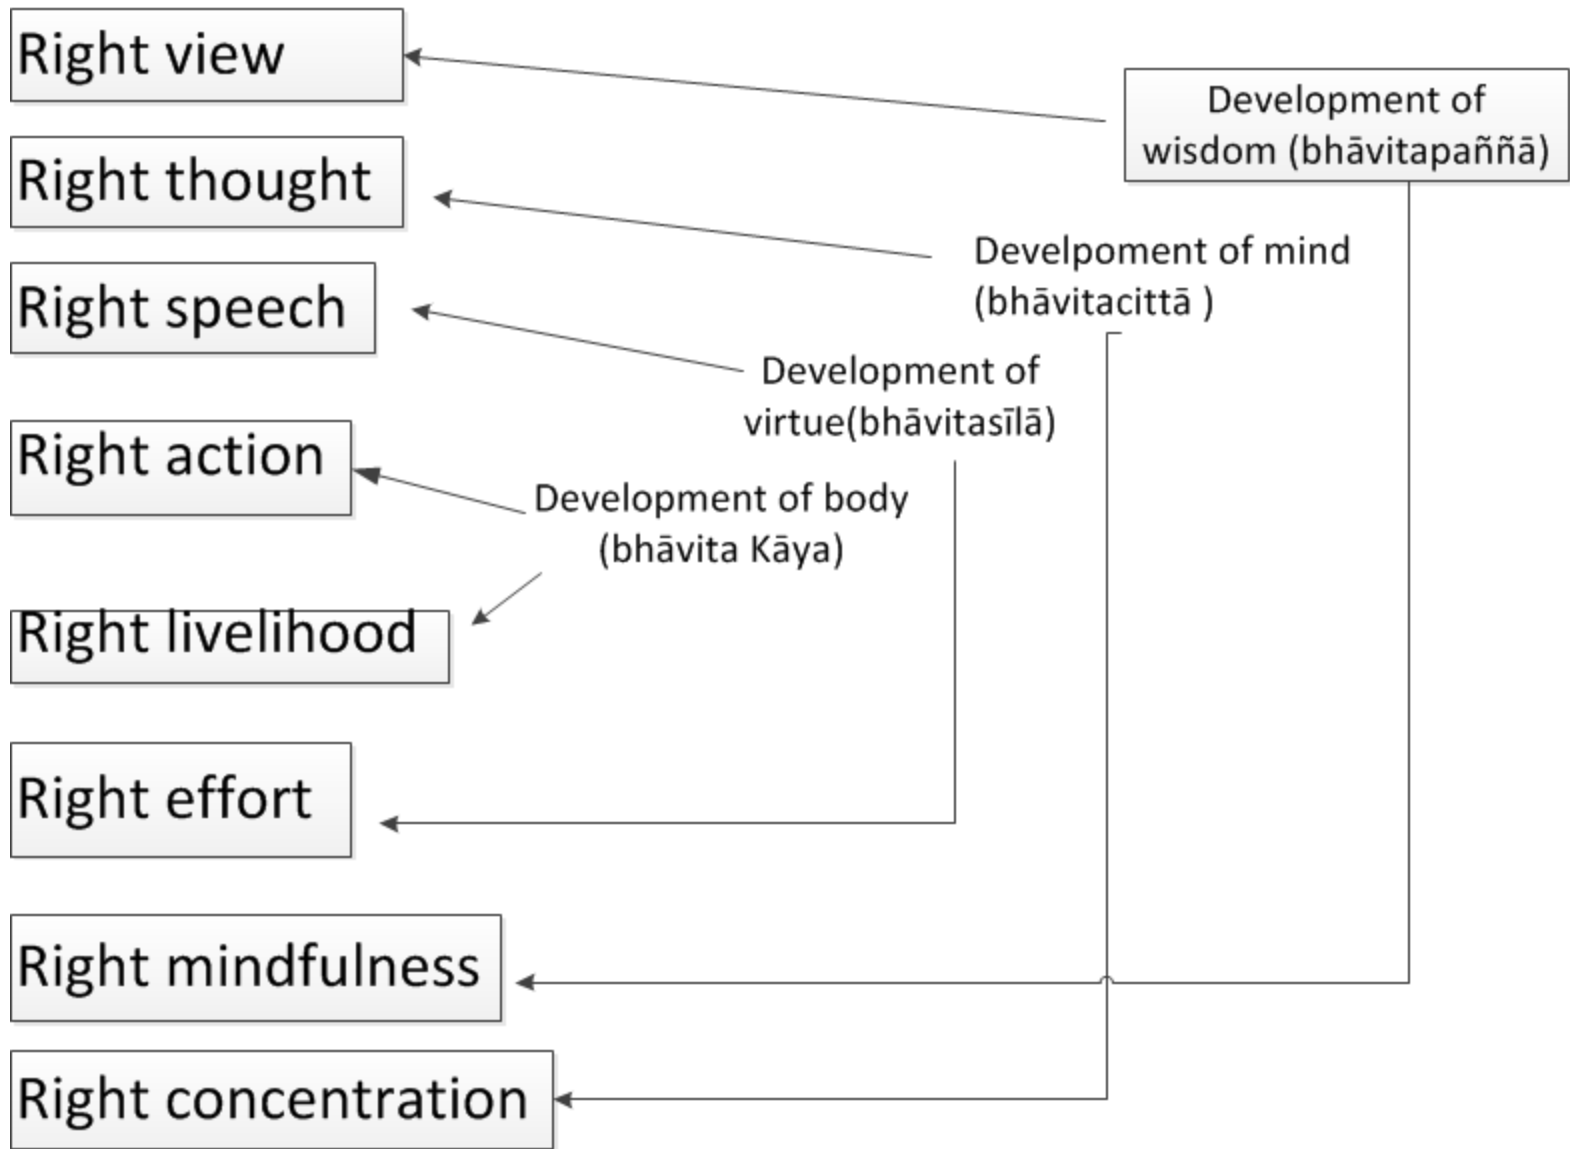 Right view
Development of
wisdom (bhāvitapaññā)
Right thought
Develpoment of mind
(bhāvitacittā )
Right speech
Development of
virtue(bhāvitasīlā)
Right action
Development of body
(bhāvita Kāya)
Right livelihood
Right effort
Right mindfulness
Right concentration